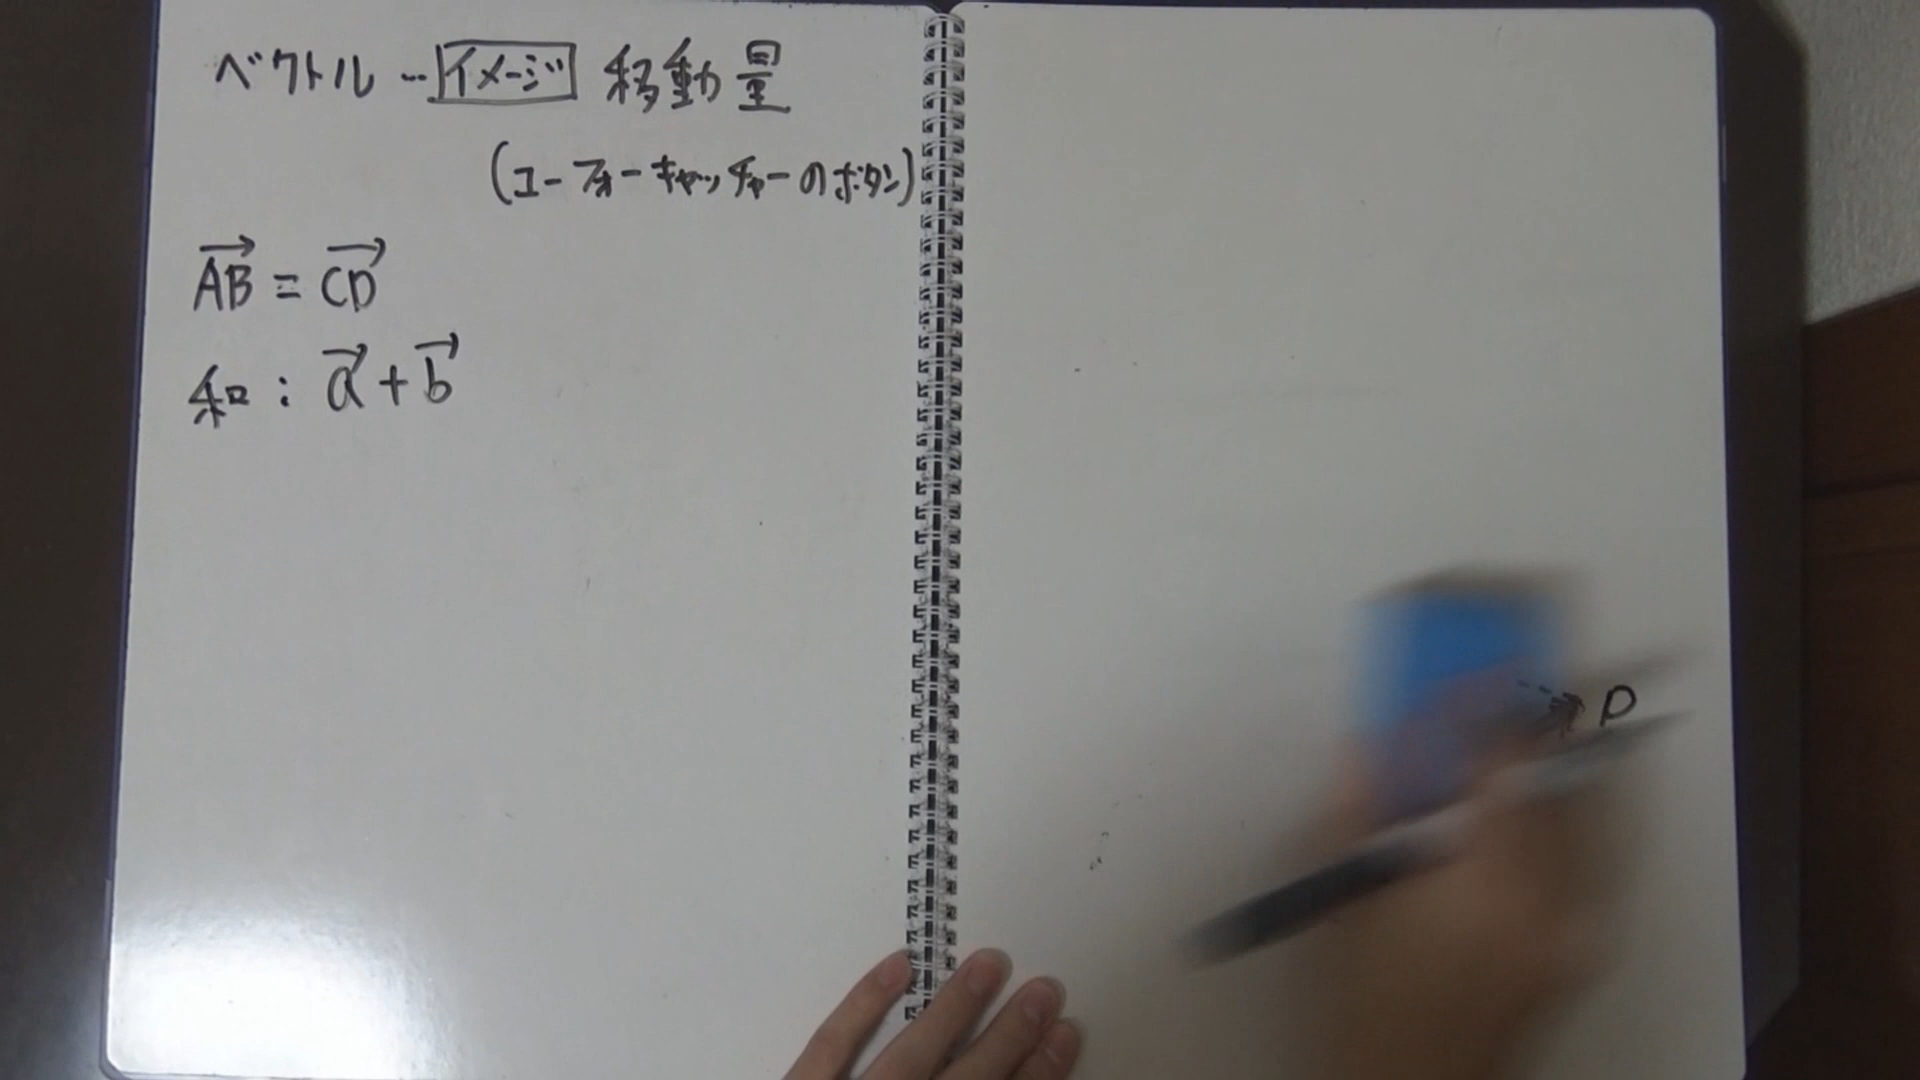 ベクトル … イメージ 移動量
(ユーフォーキャッチャーのボタン)
→AB = →CD
和 : →a + →b
D